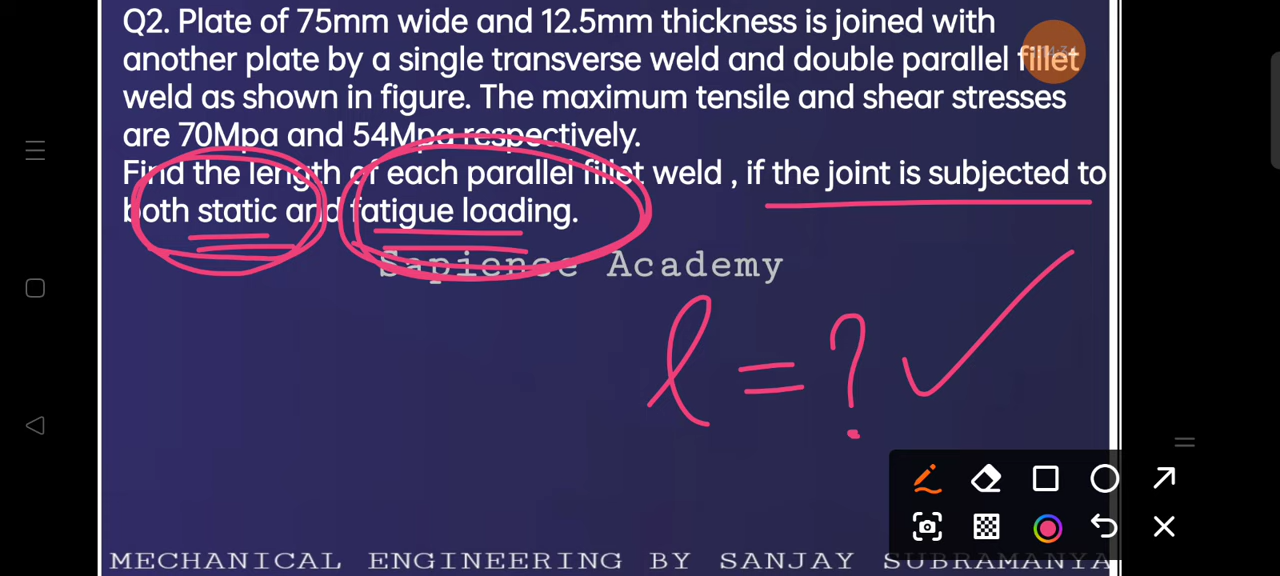 Q2. Plate of 75mm wide and 12.5mm thickness is joined with
another plate by a single transverse weld and double parallel fillet
weld as shown in figure. The maximum tensile and shear stresses
are 70Mpa and 54Mpa respectively.
Find the length of each parallel fillet weld , if the joint is subjected to
both static and fatigue loading.
Sapience Academy
l = ?
MECHANICAL ENGINEERING BY SANJAY SUBRAMANYA